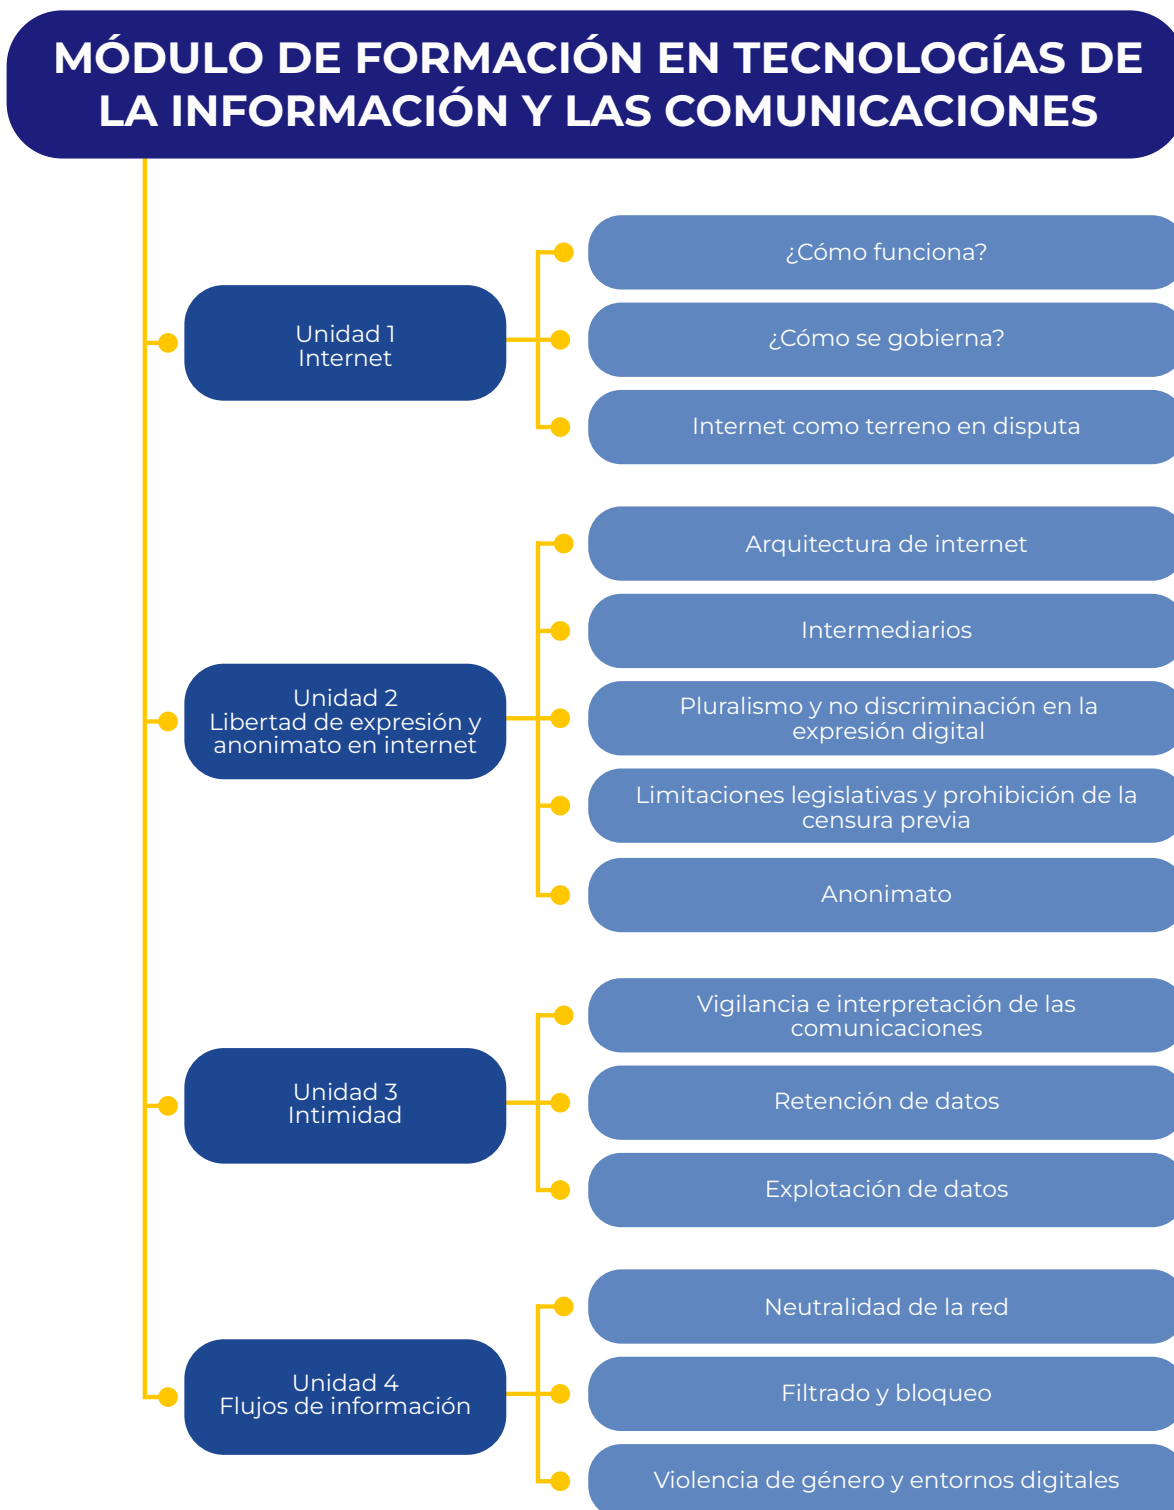 MÓDULO DE FORMACIÓN EN TECNOLOGÍAS DE
LA INFORMACIÓN Y LAS COMUNICACIONES
Unidad 1
Internet
¿Cómo funciona?
¿Cómo se gobierna?
Internet como terreno en disputa
Unidad 2
Libertad de expresión y
anonimato en internet
Arquitectura de internet
Intermediarios
Pluralismo y no discriminación en la
expresión digital
Limitaciones legislativas y prohibición de la
censura previa
Anonimato
Unidad 3
Intimidad
Vigilancia e interpretación de las
comunicaciones
Retención de datos
Explotación de datos
Unidad 4
Flujos de información
Neutralidad de la red
Filtrado y bloqueo
Violencia de género y entornos digitales